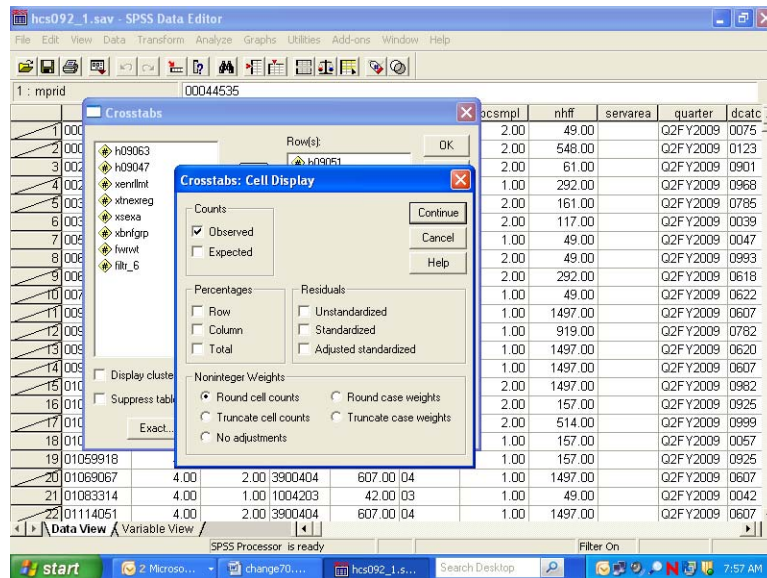 hcs092_1.sav - SPSS Data Editor
File Edit View Data Transform Analyze Graphs Utilities Add-ons Window Help
1 : mprid 00044535
nhff servarea quarter
1 2.00 49.00 Q2FY2009 0075
2 2.00 548.00 Q2FY2009 0123
3 2.00 61.00 Q2FY2009 0901
4 1.00 292.00 Q2FY2009 0968
5 2.00 161.00 Q2FY2009 0785
6 2.00 117.00 Q2FY2009 0039
7 1.00 49.00 Q2FY2009 0047
8 2.00 49.00 Q2FY2009 0993
9 2.00 292.00 Q2FY2009 0618
10 1.00 49.00 Q2FY2009 0622
11 1.00 1497.00 Q2FY2009 0607
12 1.00 919.00 Q2FY2009 0782
13 1.00 1497.00 Q2FY2009 0620
14 1.00 1497.00 Q2FY2009 0607
15 2.00 1497.00 Q2FY2009 0982
16 2.00 157.00 Q2FY2009 0925
17 2.00 514.00 Q2FY2009 0999
18 1.00 157.00 Q2FY2009 0057
19 01059918 1.00 157.00 Q2FY2009 0925
20 01069067 4.00 2.00 3900404 607.00 04 1.00 1497.00 Q2FY2009 0607
21 01083314 4.00 1.00 1004203 42.00 03 1.00 49.00 Q2FY2009 0042
22 01114051 4.00 2.00 3900404 607.00 04 1.00 1497.00 Q2FY2009 0607
Crosstabs
h09063
h09047
xenrllmt
xtnexreg
xsexa
xbnfgrp
fwrwt
filtr_6
Row(s):
h09051
OK
Display cluste
Suppress tabl
Exact...
Crosstabs: Cell Display
Counts
Observed
Expected
Continue
Cancel
Help
Percentages
Row
Column
Total
Residuals
Unstandardized
Standardized
Adjusted standardized
Noninteger Weights
Round cell counts Round case weights
Truncate cell counts Truncate case weights
No adjustments
Data View Variable View
SPSS Processor is ready Filter On
start 2 Microso... change70.... hcs092_1.s... Search Desktop 7:57 AM